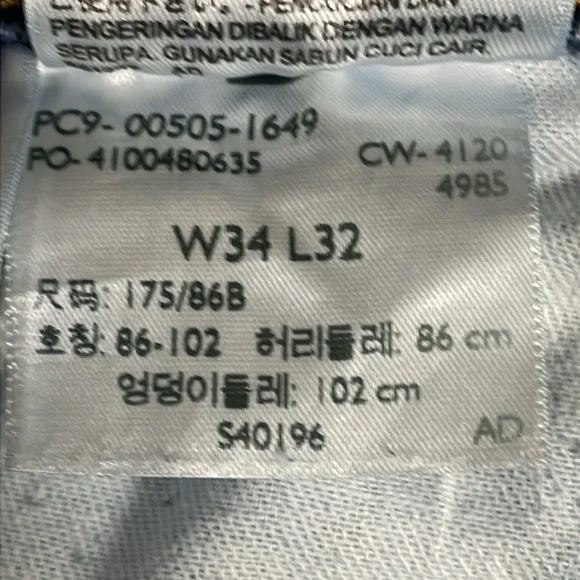 PENGERINGAN DIBALIK DENGAN WARNA
SERUPA. GUNAKAN SABUN CUCI CAIR.
PC9-00505-1649
PO-4100480635 CW-4120
4985
W34 L32
尺码: 175/86B
호칭: 86-102 허리둘레: 86 cm
엉덩이둘레: 102 cm
S40196 AD